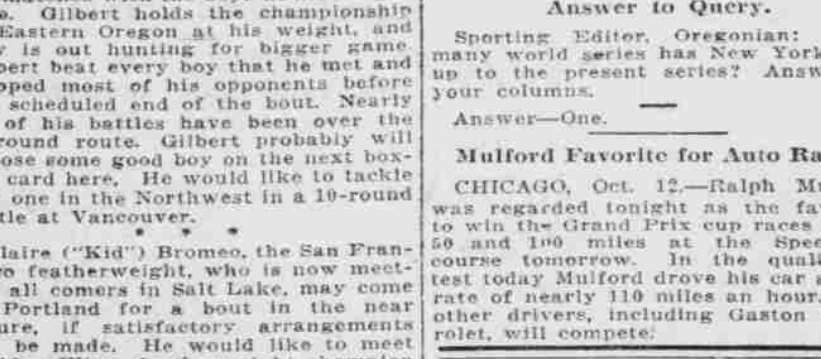 Gilbert holds the championship
Eastern Oregon at his weight, and
is out hunting for bigger game.
bert beat every boy that he met and
pped most of his opponents before
scheduled end of the bout. Nearly
of his battles have been over the
round route. Gilbert probably will
ose some good boy on the next box-
card here. He would like to tackle
one in the Northwest in a 10-round
tle at Vancouver.
* * *
laire ("Kid") Bromeo, the San Fran-
o featherweight, who is now meet-
all comers in Salt Lake, may come
Portland for a bout in the near
ure, if satisfactory arrangements
be made. He would like to meet
Answer to Query.
Sporting Editor, Oregonian:
many world series has New York
up to the present series? Answ
your columns.
Answer—One.
Mulford Favorite for Auto Ra
CHICAGO, Oct. 12.—Ralph Mu
was regarded tonight as the fa
to win the Grand Prix cup races
50 and 100 miles at the Spee
course tomorrow. In the quali
test today Mulford drove his car a
rate of nearly 110 miles an hour.
other drivers, including Gaston
rolet, will compete.